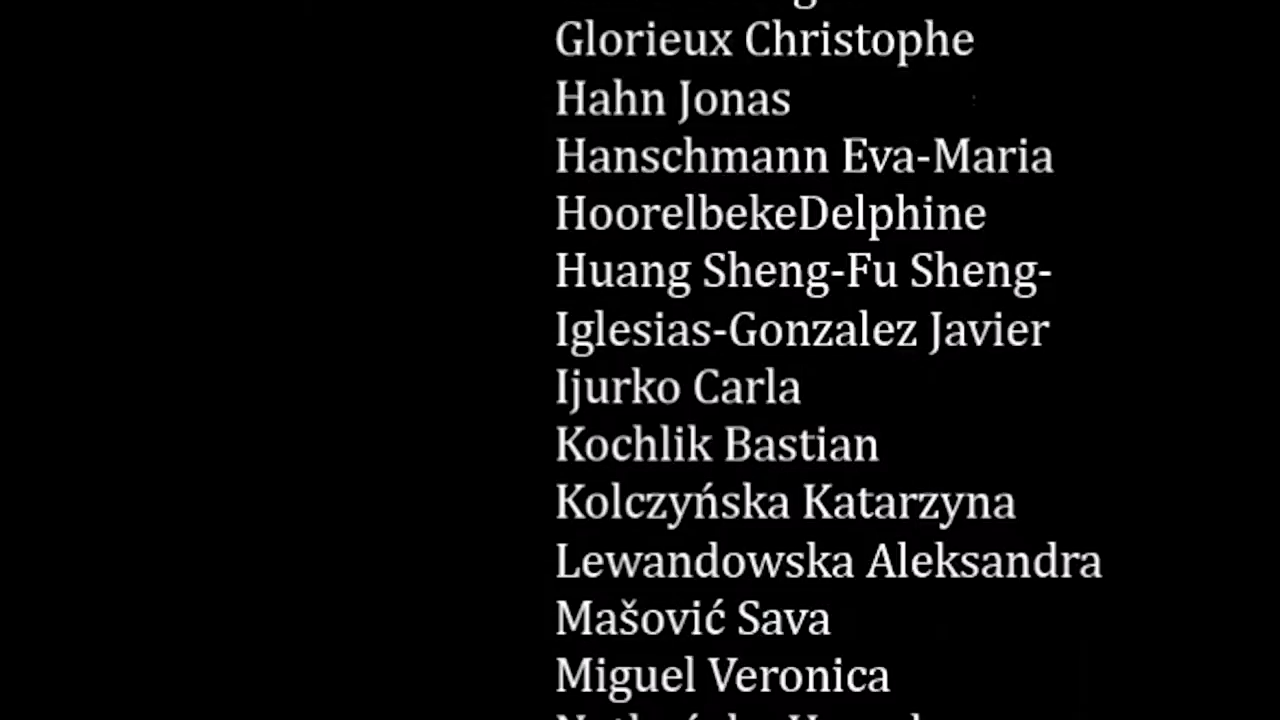 Glorieux Christophe
Hahn Jonas
Hanschmann Eva-Maria
HoorelbekeDelphine
Huang Sheng-Fu Sheng-
Iglesias-Gonzalez Javier
Ijurko Carla
Kochlik Bastian
Kolczyńska Katarzyna
Lewandowska Aleksandra
Mašović Sava
Miguel Veronica